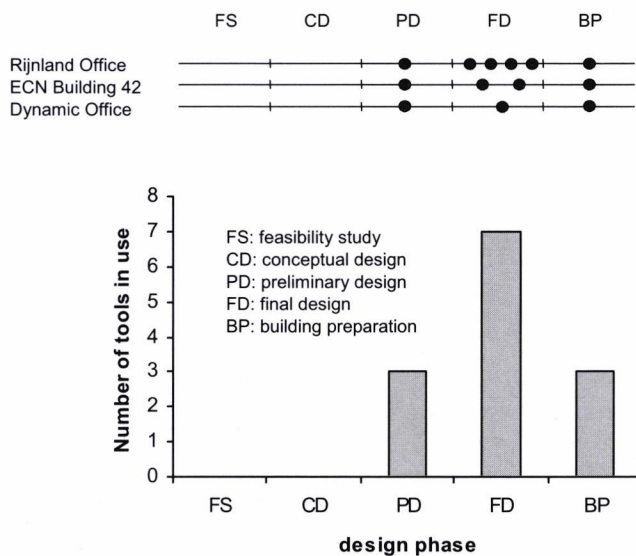 FS CD PD FD BP
Rijnland Office
ECN Building 42
Dynamic Office
8
7
6
5
4
3
2
1
0
Number of tools in use
FS: feasibility study
CD: conceptual design
PD: preliminary design
FD: final design
BP: building preparation
FS CD PD FD BP
design phase